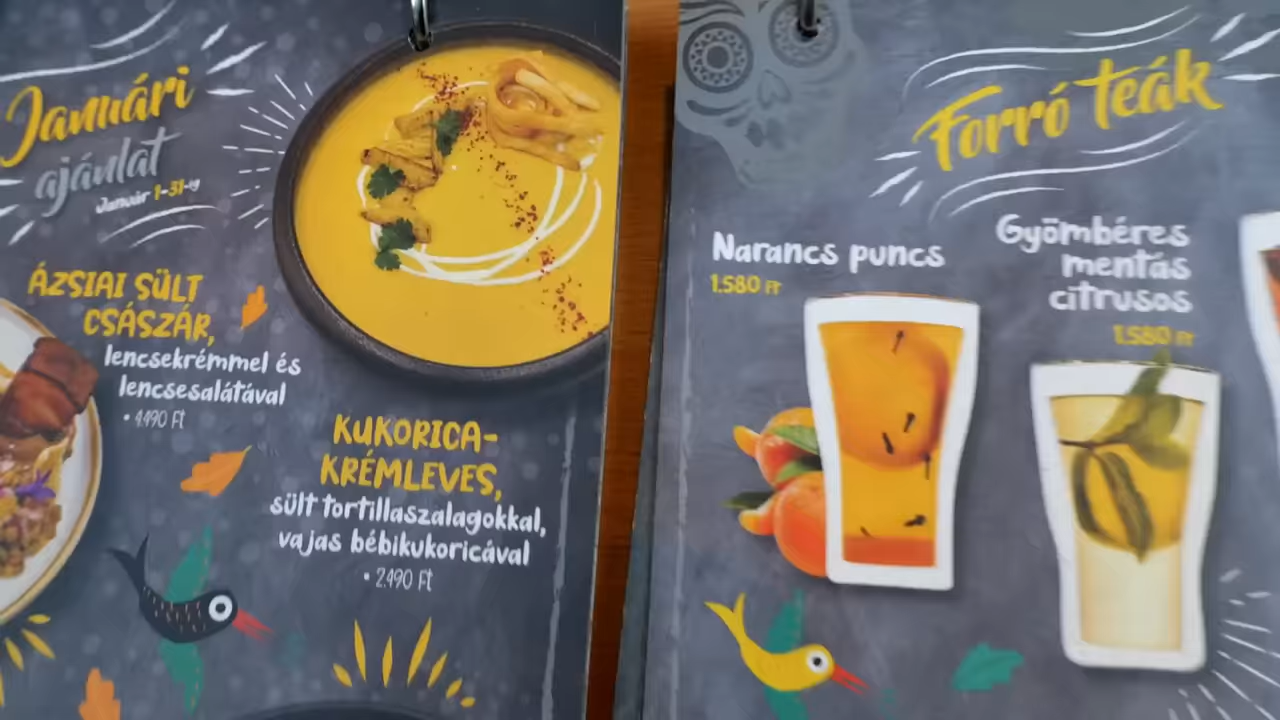 Januári
ajánlat
Január 1-31-ig
ÁZSIAI SÜLT
CSÁSZÁR,
lencsekrémmel és
lencsesalátával
• 4.490 Ft
KUKORICA-
KRÉMLEVES,
sült tortillaszalagokkal,
vajas bébikukoricával
• 2.490 Ft
Forró teák
Narancs puncs
1.580 Ft
Gyömbéres
mentás
citrusos
1.580 Ft